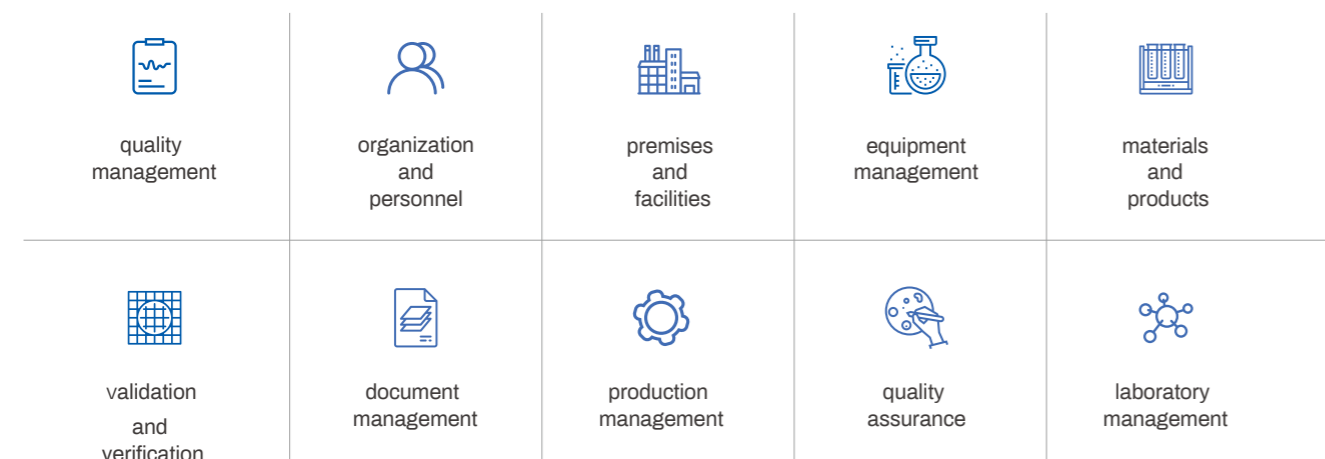 quality
management
organization
and
personnel
premises
and
facilities
equipment
management
materials
and
products
validation
and
verification
document
management
production
management
quality
assurance
laboratory
management